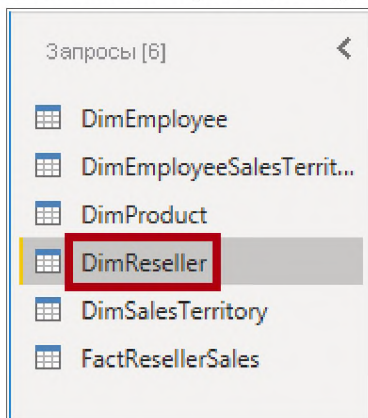 Запросы [6]
DimEmployee
DimEmployeeSalesTerrit...
DimProduct
DimReseller
DimSalesTerritory
FactResellerSales